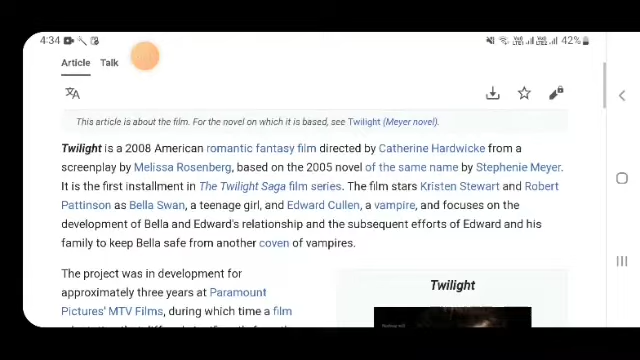 4:34 42%
Article Talk
This article is about the film. For the novel on which it is based, see Twilight (Meyer novel).
Twilight is a 2008 American romantic fantasy film directed by Catherine Hardwicke from a
screenplay by Melissa Rosenberg, based on the 2005 novel of the same name by Stephenie Meyer.
It is the first installment in The Twilight Saga film series. The film stars Kristen Stewart and Robert
Pattinson as Bella Swan, a teenage girl, and Edward Cullen, a vampire, and focuses on the
development of Bella and Edward's relationship and the subsequent efforts of Edward and his
family to keep Bella safe from another coven of vampires.
The project was in development for
approximately three years at Paramount
Pictures' MTV Films, during which time a film
Twilight